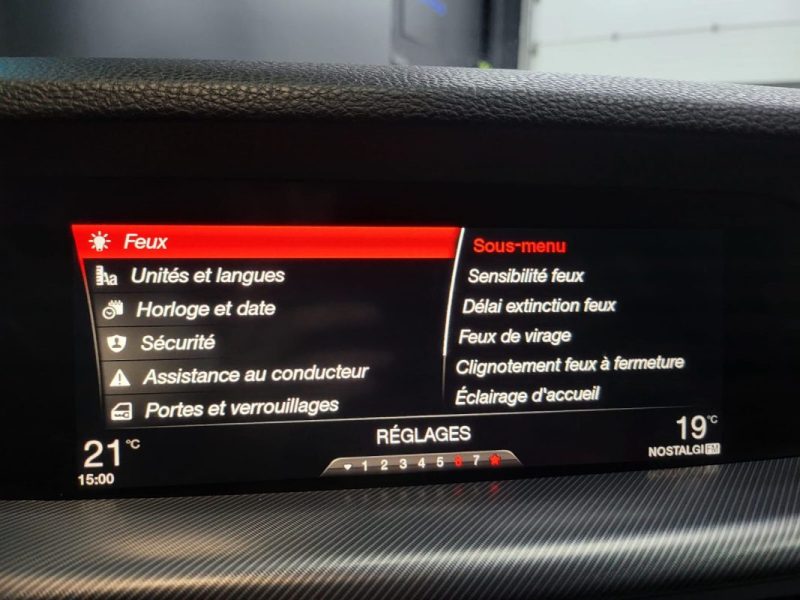 Feux
Unités et langues
Horloge et date
Sécurité
Assistance au conducteur
Portes et verrouillages
Sous-menu
Sensibilité feux
Délai extinction feux
Feux de virage
Clignotement feux à fermeture
Éclairage d'accueil
RÉGLAGES
21°C
15:00
1 2 3 4 5 6 7
19°C
NOSTALGI FM